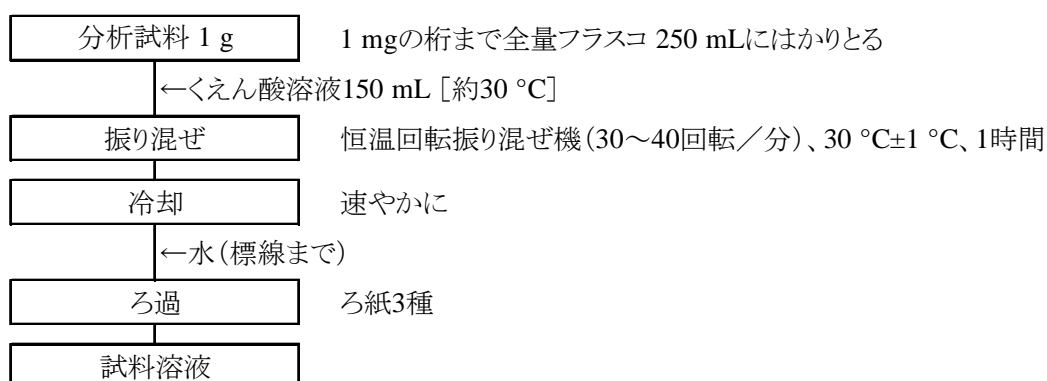 分析試料 1 g　1 mgの桁まで全量フラスコ 250 mLにはかりとる
←くえん酸溶液150 mL［約30 °C］
振り混ぜ　恒温回転振り混ぜ機（30～40回転／分）、30 °C±1 °C、1時間
冷却　速やかに
←水（標線まで）
ろ過　ろ紙3種
試料溶液